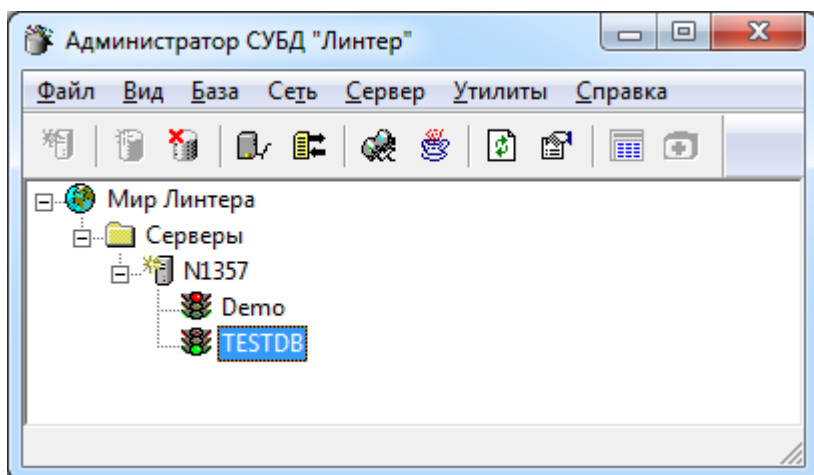 Администратор СУБД "Линтер"
Файл Вид База Сеть Сервер Утилиты Справка
Мир Линтера
Серверы
N1357
Demo
TESTDB